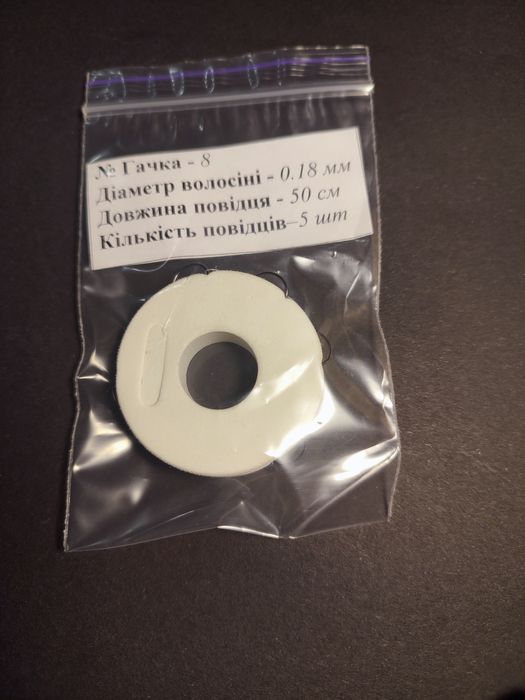 № Гачка - 8
Діаметр волосіні - 0.18 мм
Довжина повідця - 50 см
Кількість повідців–5 шт